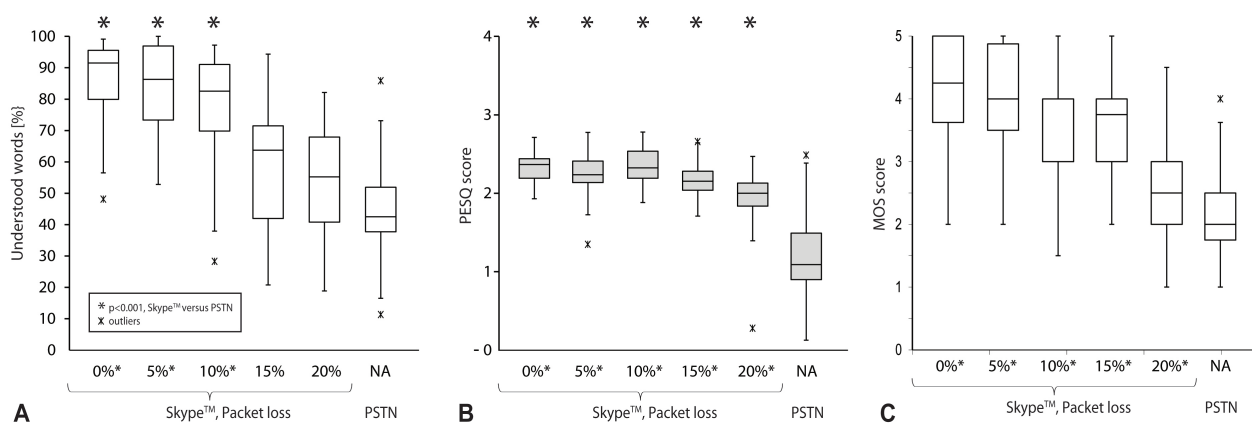 * * *
100
90
80
70
60
50
40
30
20
10
0
Understood words [%}
* p<0.001, Skype™ versus PSTN
ж outliers
0%* 5%* 10%* 15% 20% NA
Skype™, Packet loss PSTN
A
* * * * *
4
3
2
1
- 0
PESQ score
0%* 5%* 10%* 15%* 20%* NA
Skype™, Packet loss PSTN
B
5
4
3
2
1
0
MOS score
0%* 5%* 10%* 15%* 20%* NA
Skype™, Packet loss PSTN
C